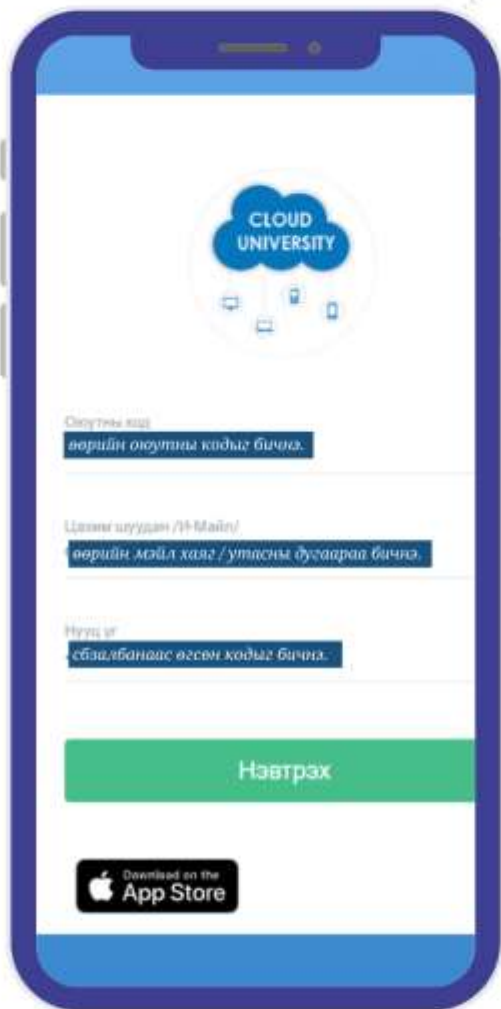 CLOUD
UNIVERSITY
Оюутны код
өөрийн оюутны кодыг бичнэ.
Цахим шуудан /И-Майл/
өөрийн мэйл хаяг / утасны дугаараа бичнэ.
Нууц үг
сбзалбанаас өгсөн кодыг бичнэ.
Нэвтрэх
Download on the
App Store